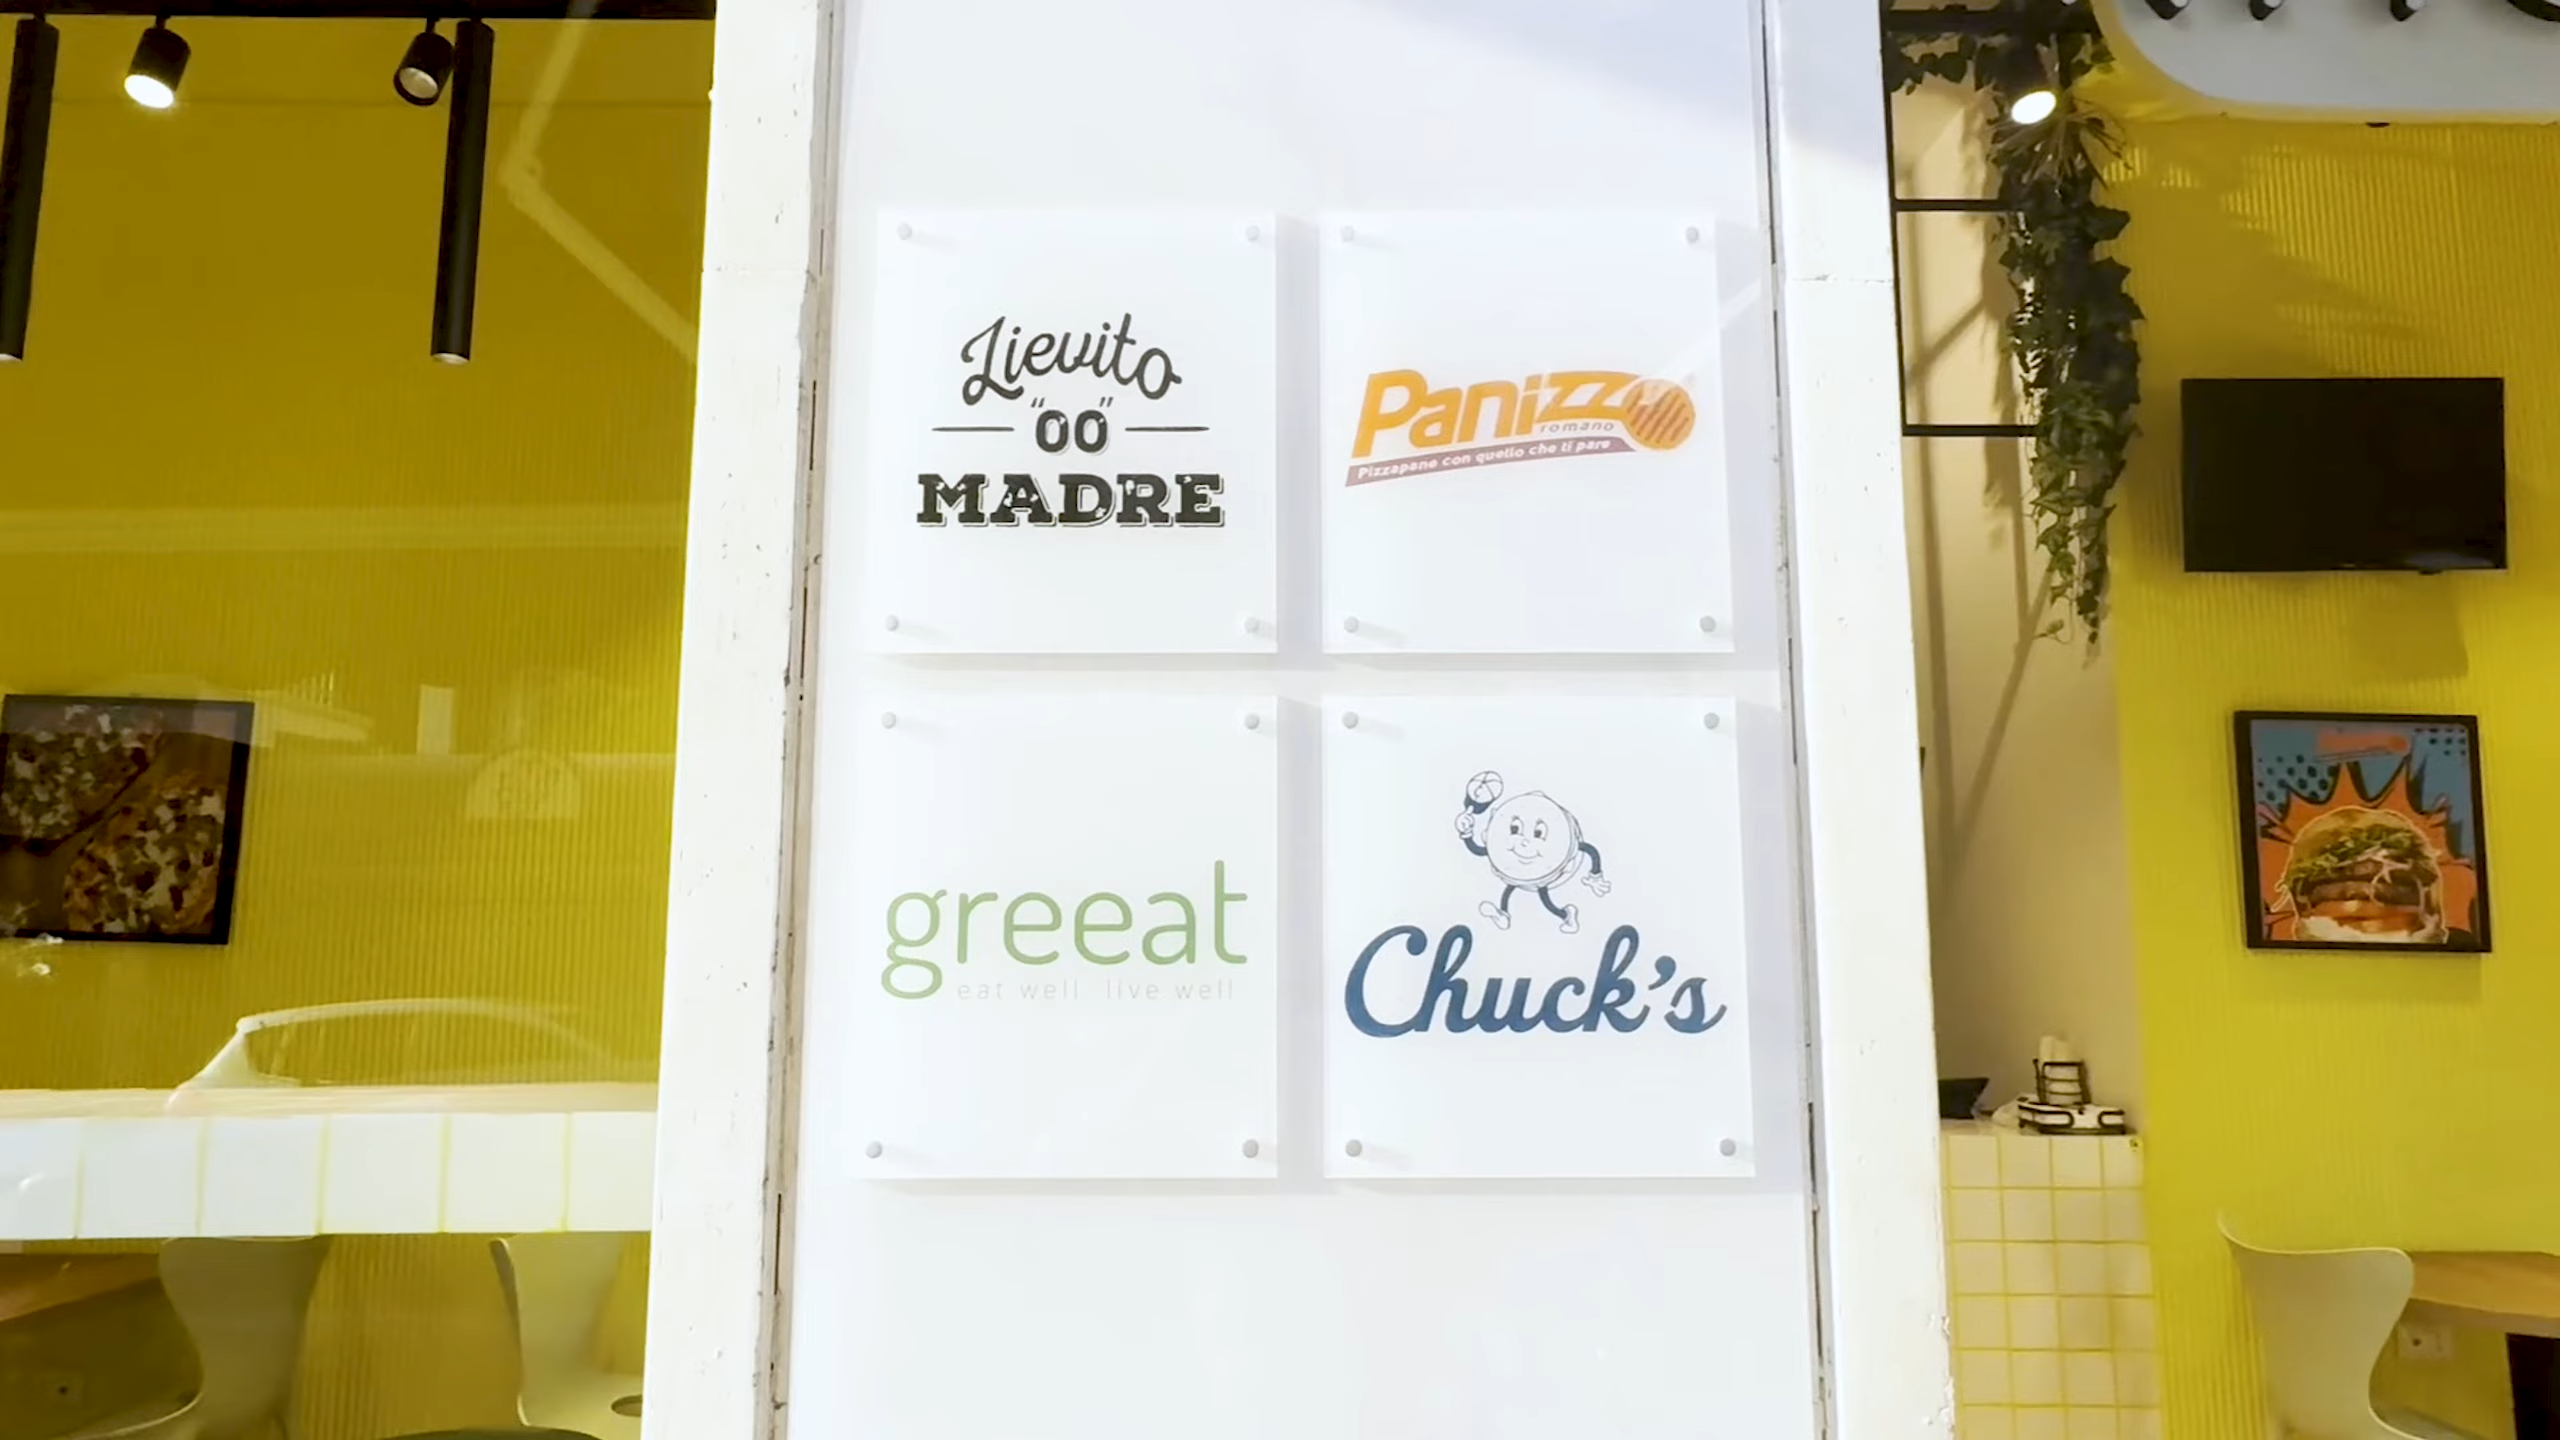 Lievito
"00"
MADRE
Panizzo
romano
Pizzapane con quello che ti pare
greeat
eat well live well
Chuck's